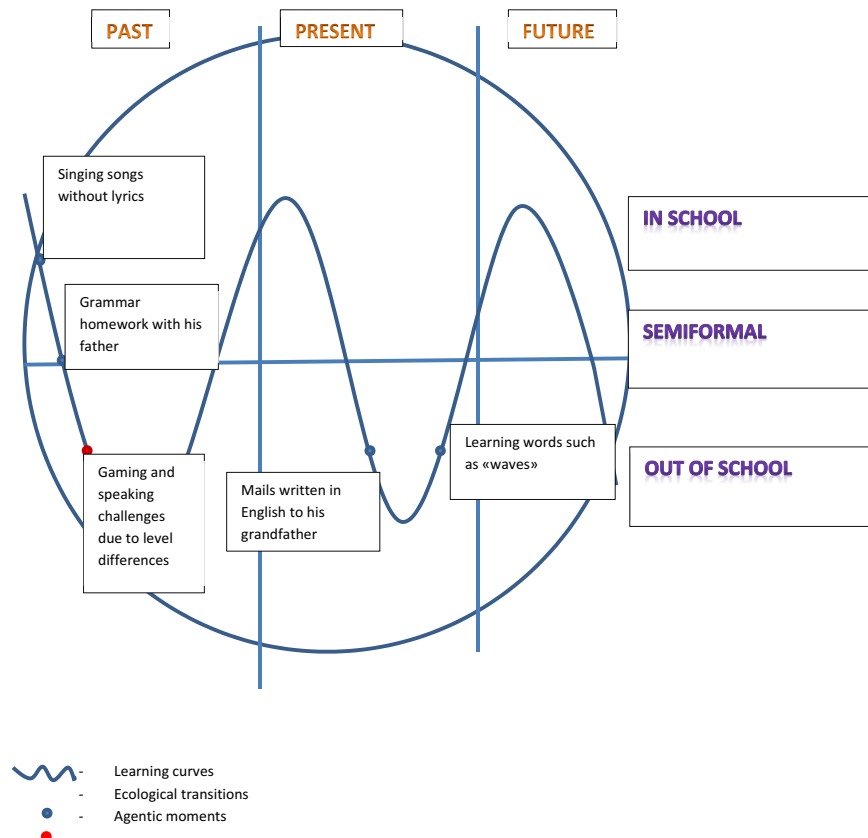 PAST
PRESENT
FUTURE
Singing songs
without lyrics
IN SCHOOL
Grammar
homework with his
father
SEMIFORMAL
Gaming and
speaking
challenges
due to level
differences
Mails written in
English to his
grandfather
Learning words such
as «waves»
OUT OF SCHOOL
- Learning curves
- Ecological transitions
- Agentic moments